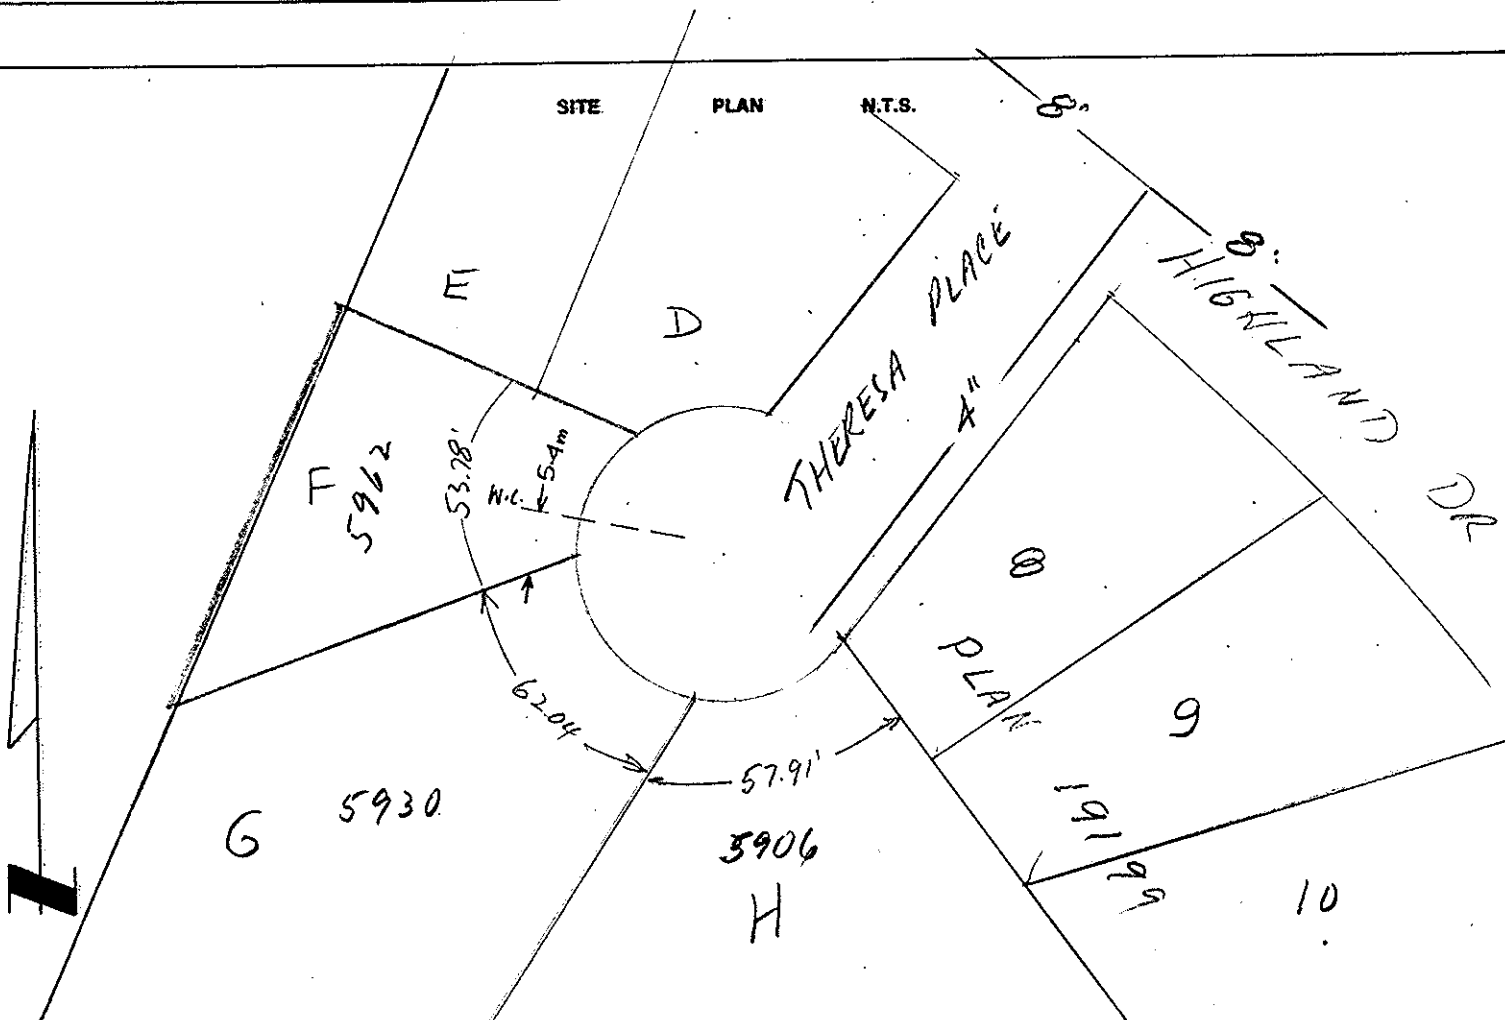 SITE PLAN N.T.S.
8"
8"
HIGHLAND DR
THERESA PLACE
4"
E
D
F
5962
53.78'
W.C.
5.4m
62.04
57.91'
G
5930
5906
H
8
9
10
PLAN
19199
N